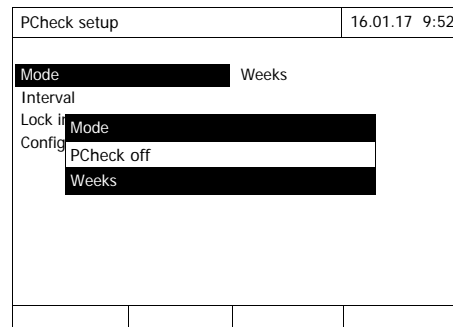 PCheck setup 16.01.17 9:52
Mode Weeks
Interval
Lock
Config
Mode
PCheck off
Weeks